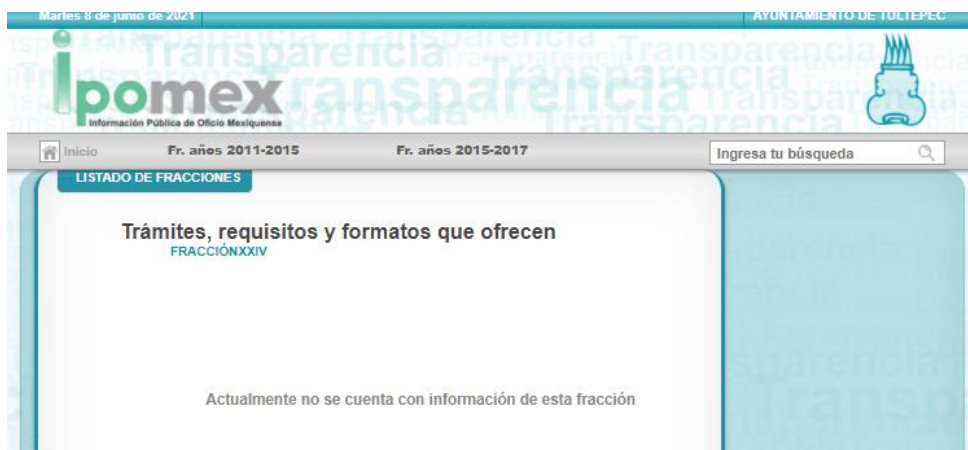 Martes 8 de junio de 2021
AYUNTAMIENTO DE TULTEPEC
ipomex
Información Pública de Oficio Mexiquense
Inicio
Fr. años 2011-2015
Fr. años 2015-2017
Ingresa tu búsqueda
LISTADO DE FRACCIONES
Trámites, requisitos y formatos que ofrecen
FRACCIÓNXXIV
Actualmente no se cuenta con información de esta fracción